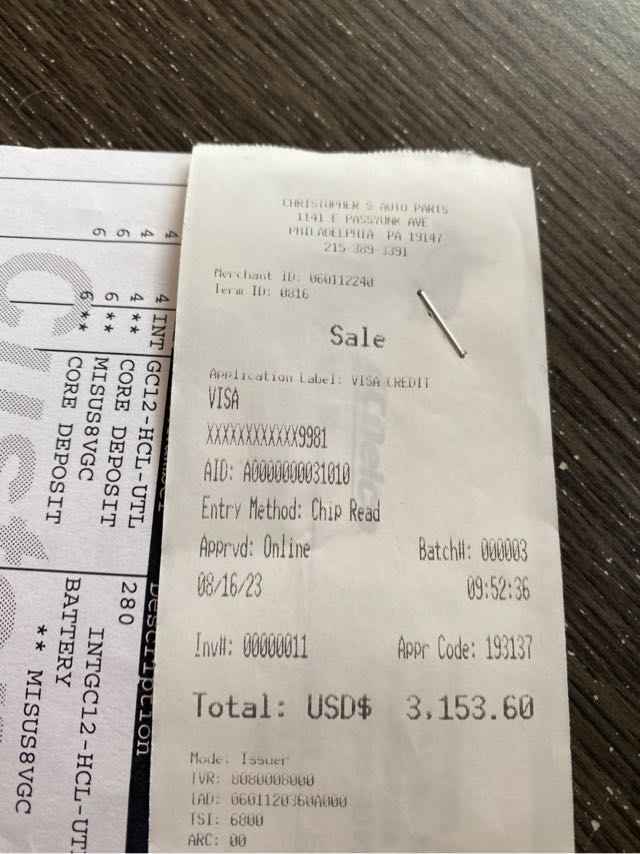 CHRISTOPHER S AUTO PARTS
1141 E PASSYUNK AVE
PHILADELPHIA PA 19147
215-389-3391
Merchant ID: 060112240
Term ID: 0816
Sale
Application Label: VISA CREDIT
VISA
XXXXXXXXXXXX9981
AID: A0000000031010
Entry Method: Chip Read
Apprvd: Online Batch#: 000003
08/16/23 09:52:36
Inv#: 00000011 Appr Code: 193137
Total: USD$ 3,153.60
Mode: Issuer
TVR: 8080008000
IAD: 0601120360A000
TSI: 6800
ARC: 00
Description
4 4 INT GC12-HCL-UTL 280
4 4 ** CORE DEPOSIT INTGC12-HCL-UT
6 6 ** MISUS8VGC BATTERY
6 6 ** CORE DEPOSIT ** MISUS8VGC